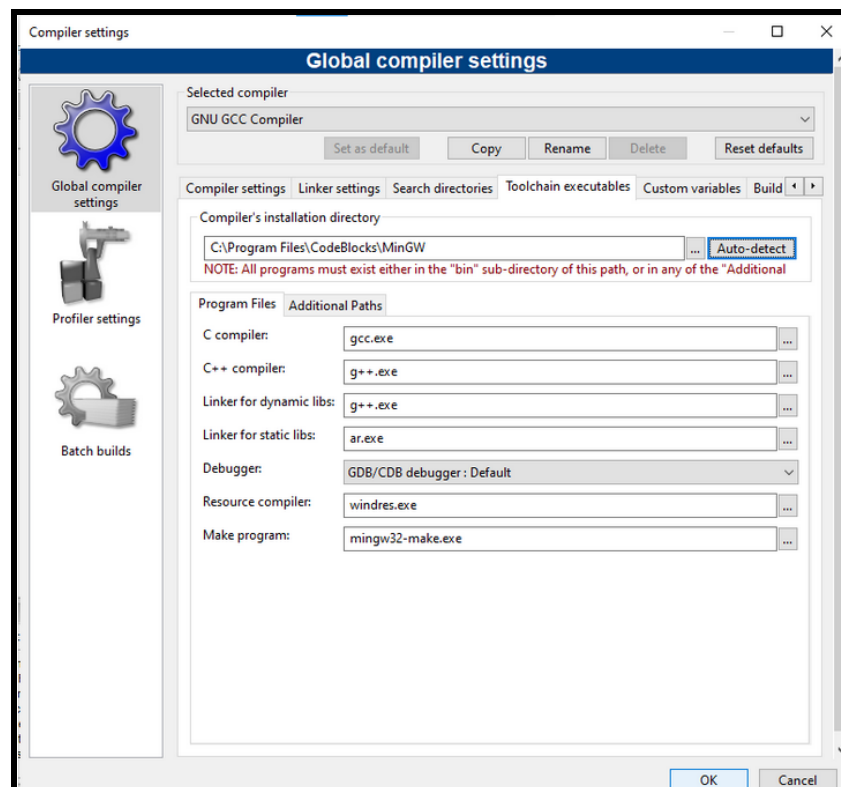 Compiler settings
Global compiler settings
Global compiler
settings
Profiler settings
Batch builds
Selected compiler
GNU GCC Compiler
Set as default Copy Rename Delete Reset defaults
Compiler settings Linker settings Search directories Toolchain executables Custom variables Build
Compiler's installation directory
C:\Program Files\CodeBlocks\MinGW ... Auto-detect
NOTE: All programs must exist either in the "bin" sub-directory of this path, or in any of the "Additional
Program Files Additional Paths
C compiler: gcc.exe ...
C++ compiler: g++.exe ...
Linker for dynamic libs: g++.exe ...
Linker for static libs: ar.exe ...
Debugger: GDB/CDB debugger : Default
Resource compiler: windres.exe ...
Make program: mingw32-make.exe ...
OK Cancel